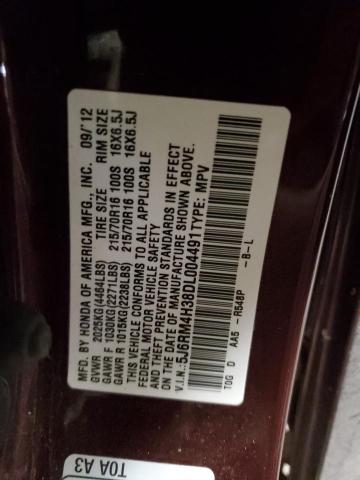 MFD. BY HONDA OF AMERICA MFG., INC. 09/'12
GVWR 2025KG(4464LBS) TIRE SIZE RIM SIZE
GAWR F 1030KG(2271LBS) 215/70R16 100S 16X6.5J
GAWR R 1015KG(2238LBS) 215/70R16 100S 16X6.5J
THIS VEHICLE CONFORMS TO ALL APPLICABLE
FEDERAL MOTOR VEHICLE SAFETY
AND THEFT PREVENTION STANDARDS IN EFFECT
ON THE DATE OF MANUFACTURE SHOWN ABOVE.
V.I.N.: 5J6RM4H38DL004491 TYPE: MPV
TOG D AA5 - R548P - B - L
T0A A3